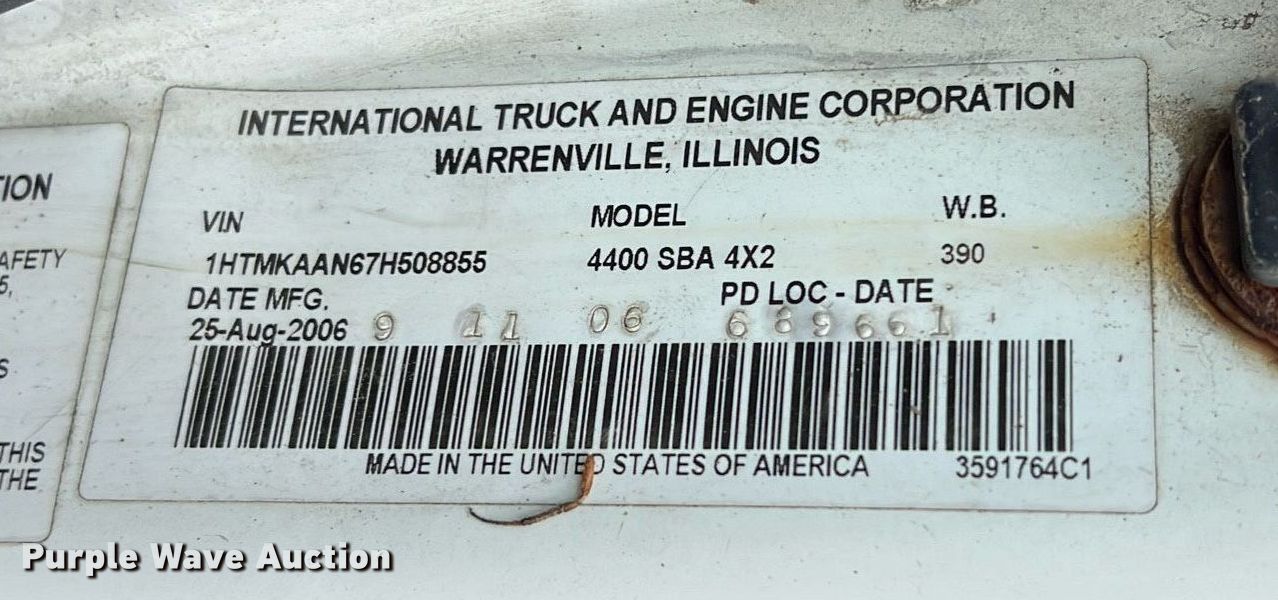 INTERNATIONAL TRUCK AND ENGINE CORPORATION
WARRENVILLE, ILLINOIS
VIN MODEL W.B.
1HTMKAAN67H508855 4400 SBA 4X2 390
DATE MFG. PD LOC - DATE
25-Aug-2006 9 11 06 689661
MADE IN THE UNITED STATES OF AMERICA 3591764C1
TION
AFETY
5,
S
THIS
THE
Purple Wave Auction